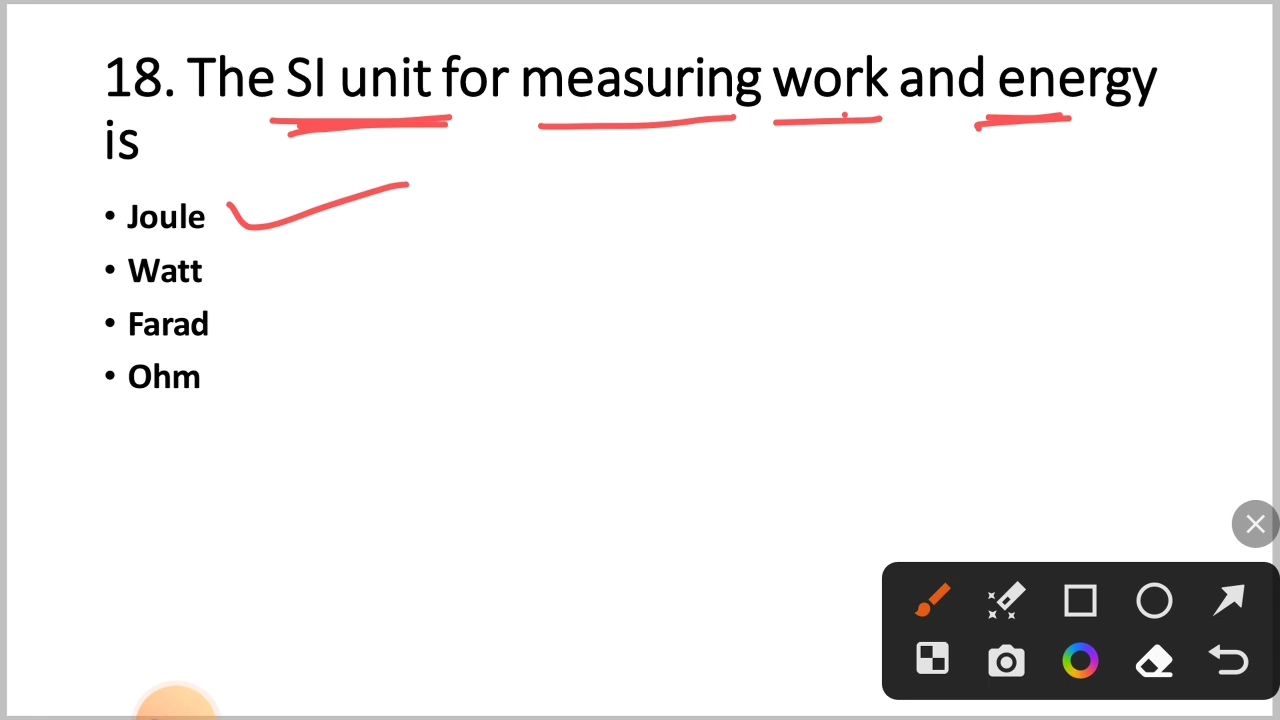 18. The SI unit for measuring work and energy
is
• Joule
• Watt
• Farad
• Ohm